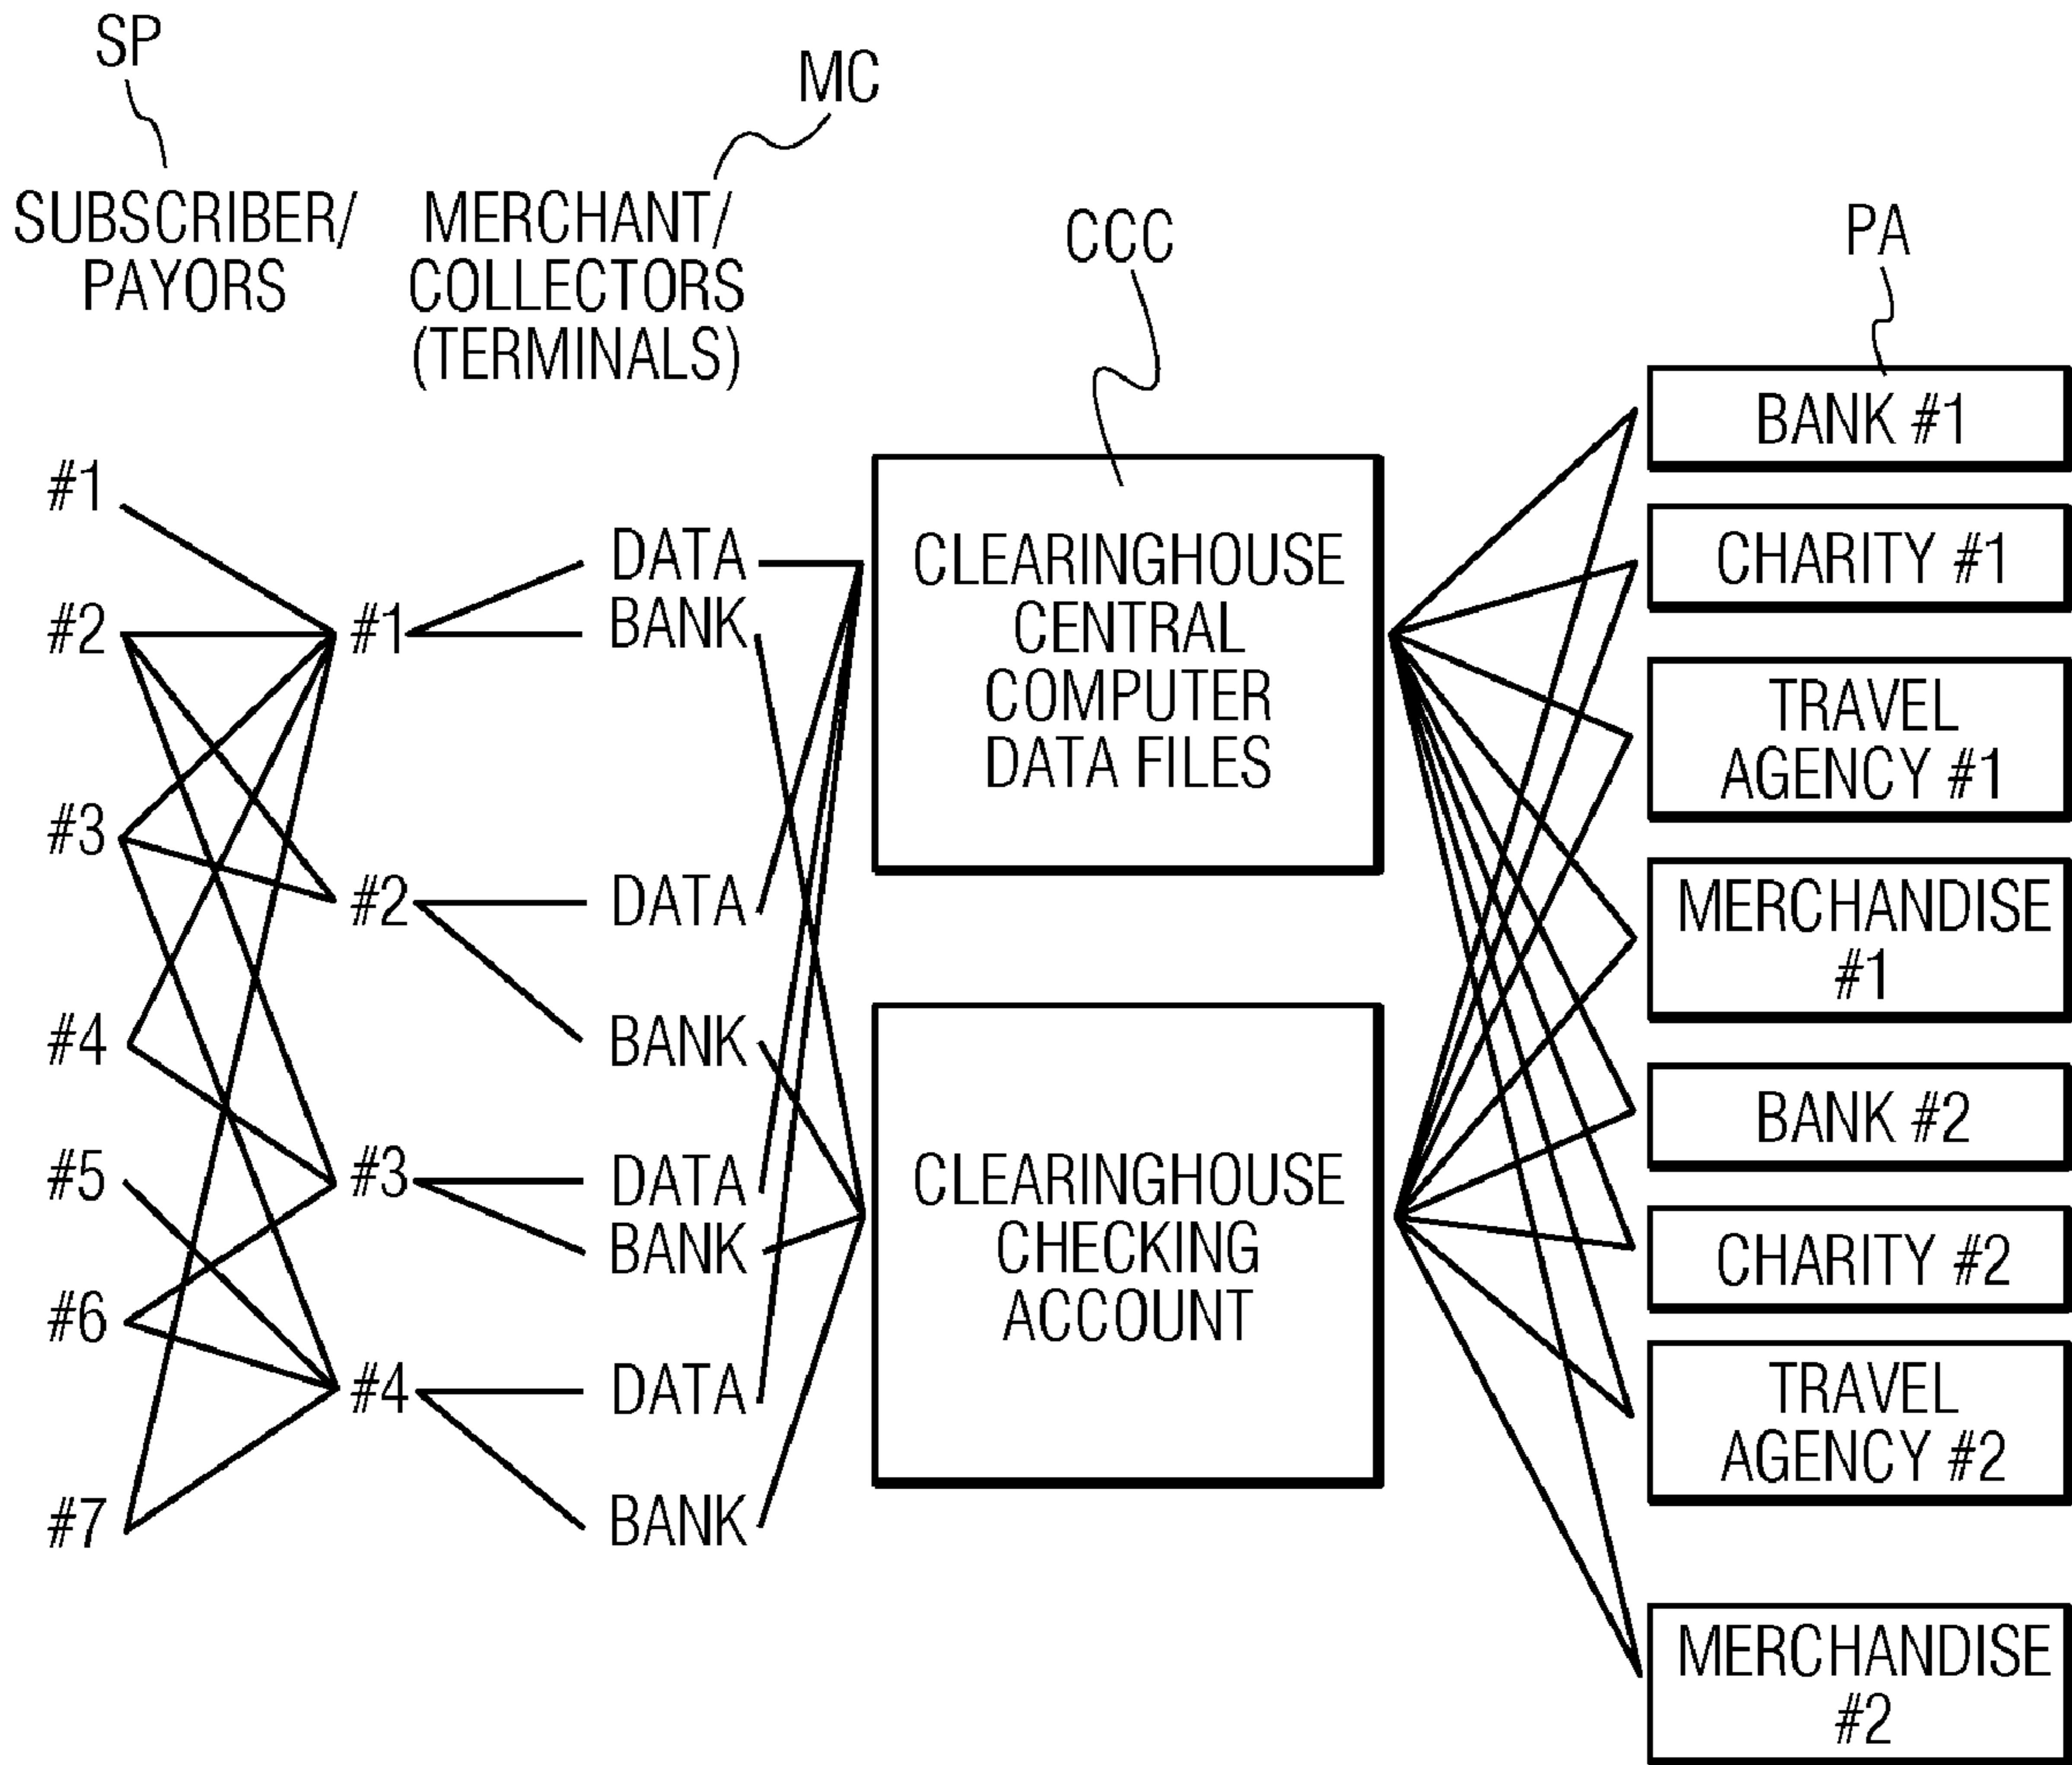 SP
MC
SUBSCRIBER/
PAYORS
MERCHANT/
COLLECTORS
(TERMINALS)
CCC
PA
#1
#2
#3
#4
#5
#6
#7
#1
#2
#3
#4
DATA
BANK
DATA
BANK
DATA
BANK
DATA
BANK
CLEARINGHOUSE
CENTRAL
COMPUTER
DATA FILES
CLEARINGHOUSE
CHECKING
ACCOUNT
BANK #1
CHARITY #1
TRAVEL
AGENCY #1
MERCHANDISE
#1
BANK #2
CHARITY #2
TRAVEL
AGENCY #2
MERCHANDISE
#2